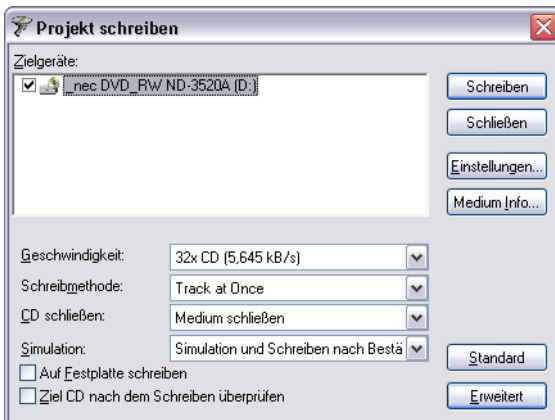 Projekt schreiben
Zielgeräte:
_nec DVD_RW ND-3520A (D:)
Schreiben
Schließen
Einstellungen...
Medium Info...
Geschwindigkeit: 32x CD (5,645 kB/s)
Schreibmethode: Track at Once
CD schließen: Medium schließen
Simulation: Simulation und Schreiben nach Bestä
Standard
Auf Festplatte schreiben
Ziel CD nach dem Schreiben überprüfen
Erweitert